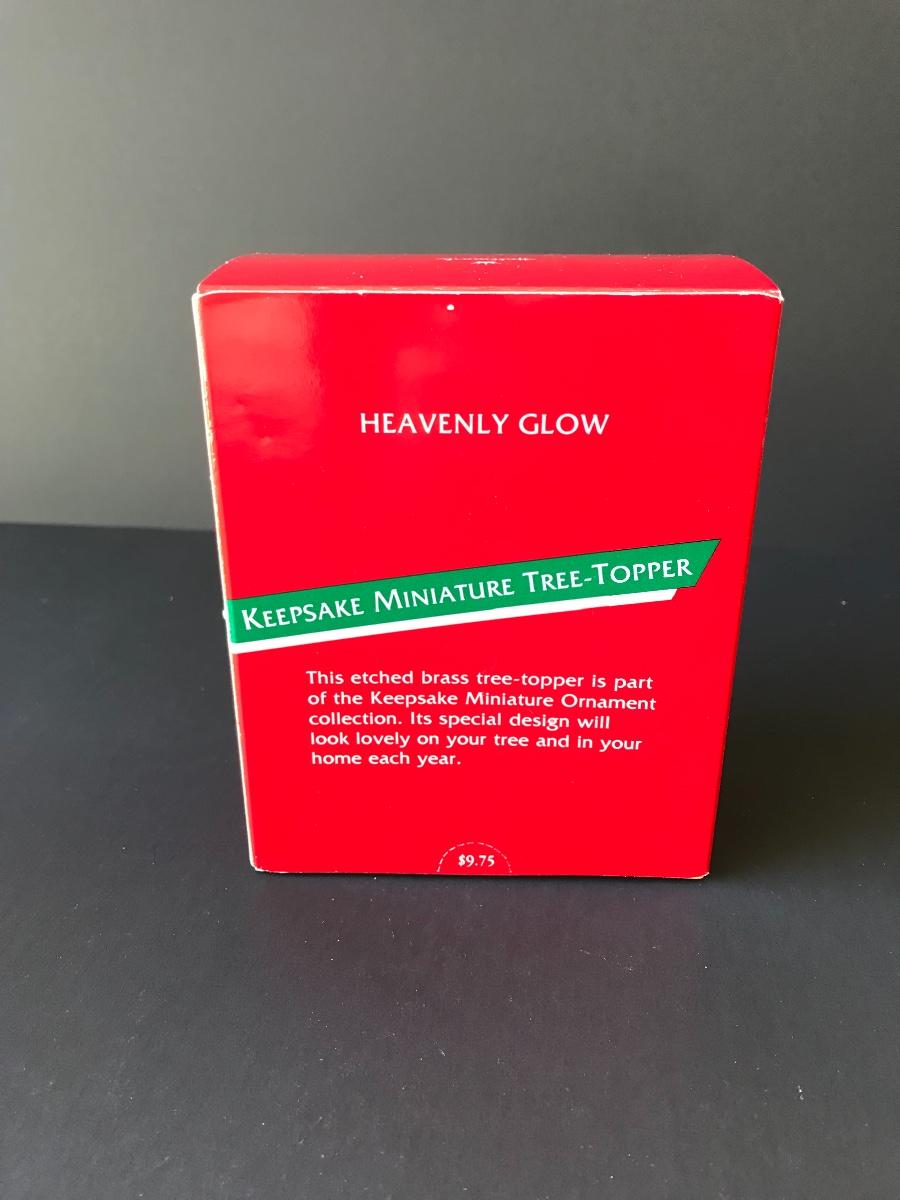 HEAVENLY GLOW
KEEPSAKE MINIATURE TREE-TOPPER
This etched brass tree-topper is part
of the Keepsake Miniature Ornament
collection. Its special design will
look lovely on your tree and in your
home each year.
$9.75